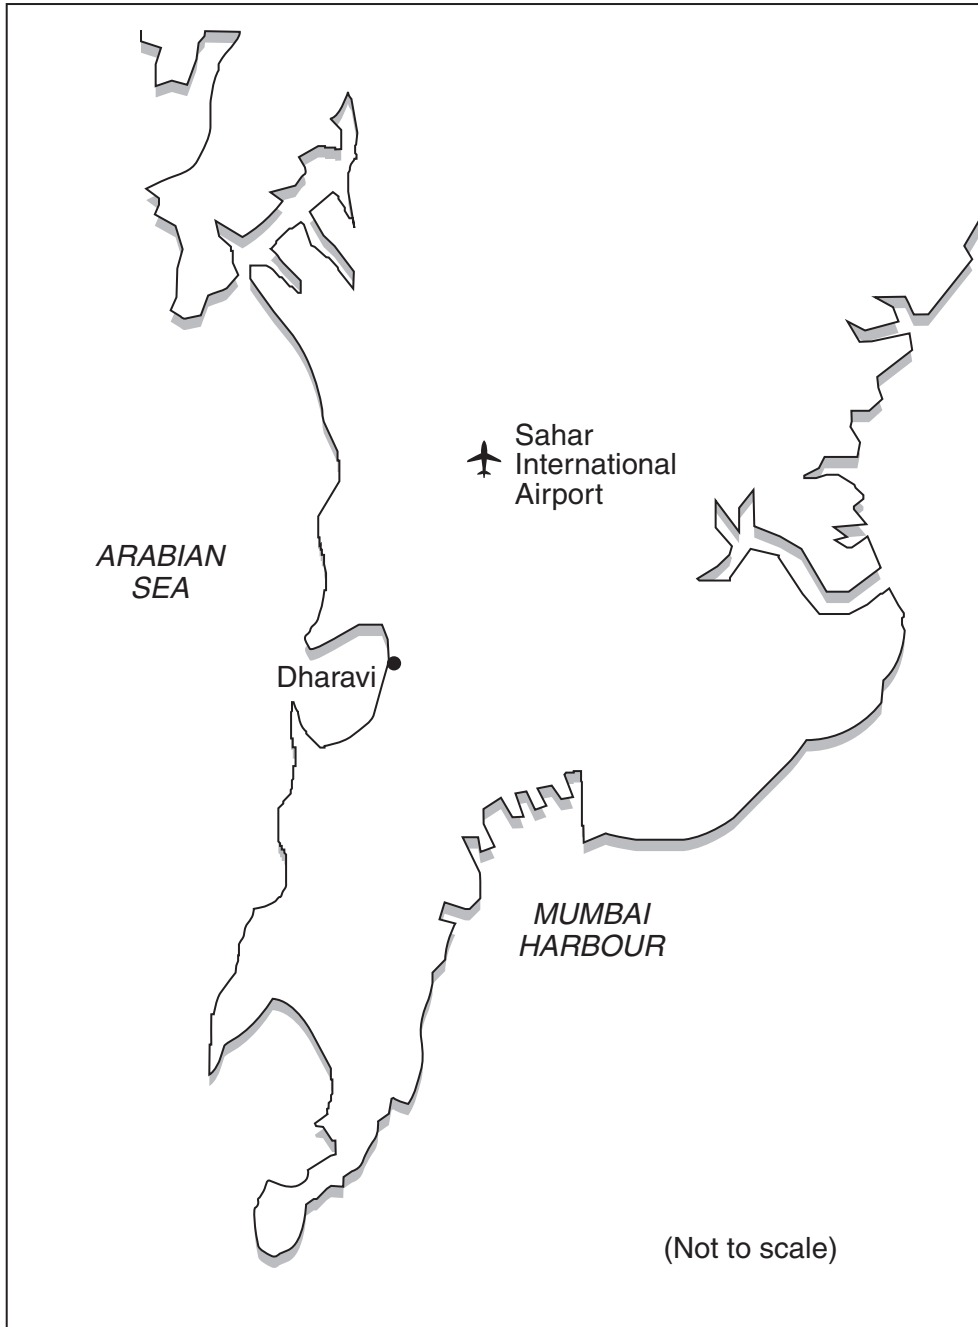 Sahar
International
Airport
ARABIAN
SEA
Dharavi
MUMBAI
HARBOUR
(Not to scale)